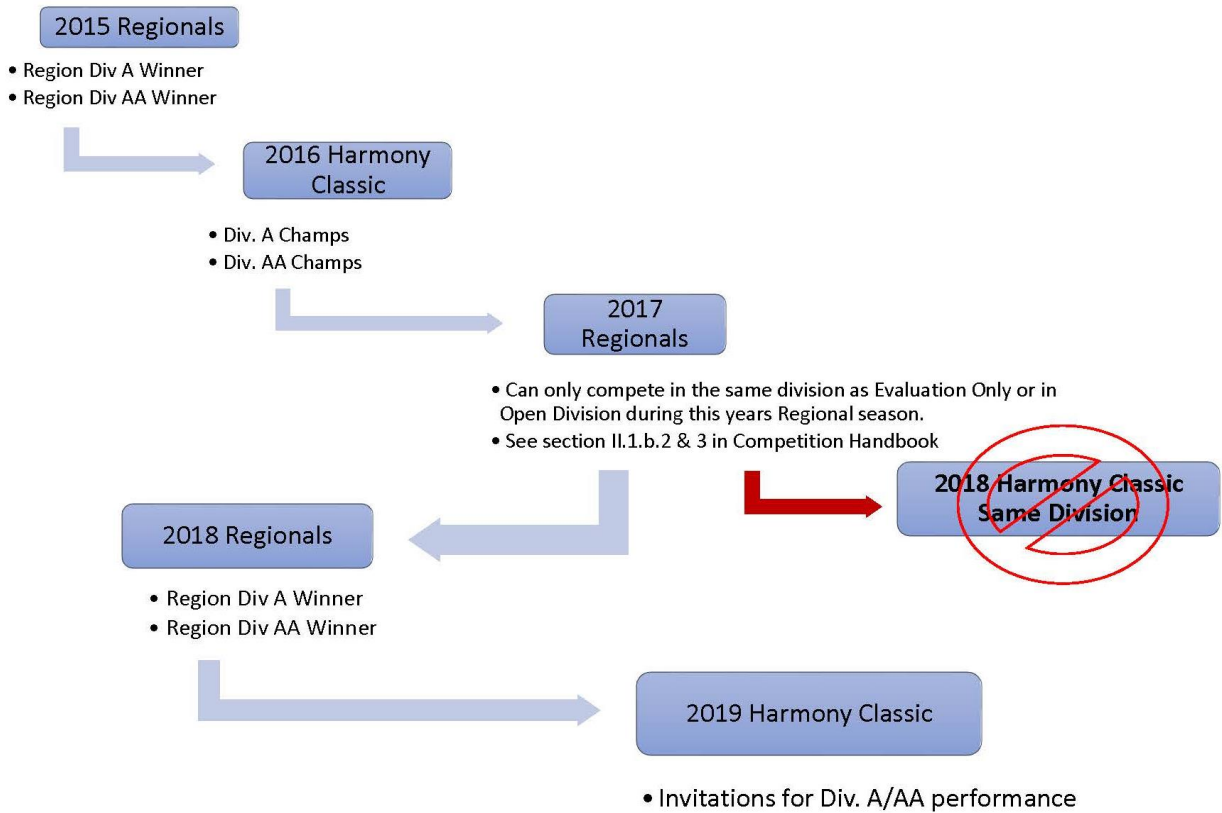 2015 Regionals
• Region Div A Winner
• Region Div AA Winner
2016 Harmony
Classic
• Div. A Champs
• Div. AA Champs
2017
Regionals
• Can only compete in the same division as Evaluation Only or in
Open Division during this years Regional season.
• See section II.1.b.2 & 3 in Competition Handbook
2018 Harmony Classic
Same Division
2018 Regionals
• Region Div A Winner
• Region Div AA Winner
2019 Harmony Classic
• Invitations for Div. A/AA performance